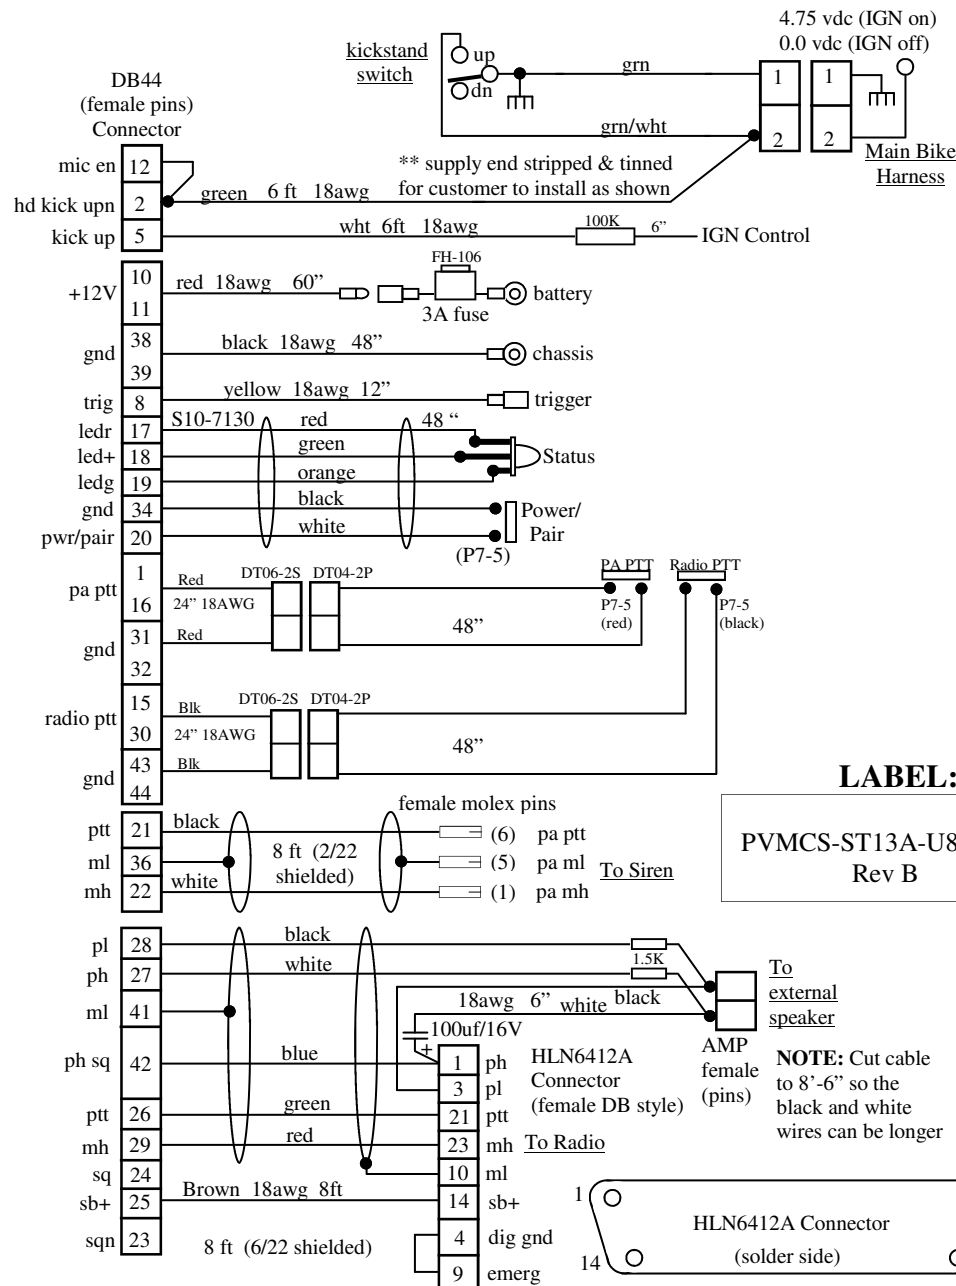 4.75 vdc (IGN on)
0.0 vdc (IGN off)
kickstand
switch
up
dn
grn
grn/wht
1
2
1
2
Main Bike
Harness
DB44
(female pins)
Connector
** supply end stripped & tinned
for customer to install as shown
mic en 12
hd kick upn 2 green 6 ft 18awg
kick up 5 wht 6ft 18awg 100K 6” IGN Control
+12V 10 11 red 18awg 60” FH-106 3A fuse battery
gnd 38 39 black 18awg 48” chassis
trig 8 yellow 18awg 12” trigger
ledr 17 S10-7130 red 48 “
led+ 18 green Status
ledg 19 orange
gnd 34 black Power/
pwr/pair 20 white Pair
(P7-5)
pa ptt 1 16 Red 24” 18AWG DT06-2S DT04-2P
PA PTT Radio PTT
P7-5 (red) P7-5 (black)
gnd 31 32 Red 48”
radio ptt 15 30 Blk 24” 18AWG DT06-2S DT04-2P
gnd 43 44 Blk 48”
LABEL:
PVMCS-ST13A-U8
Rev B
female molex pins
ptt 21 black (6) pa ptt
ml 36 8 ft (2/22 shielded) (5) pa ml To Siren
mh 22 white (1) pa mh
pl 28 black
ph 27 white 1.5K
ml 41
18awg 6” white black
100uf/16V
+
To
external
speaker
AMP
female
(pins)
NOTE: Cut cable
to 8’-6” so the
black and white
wires can be longer
ph sq 42 blue 1 ph
3 pl
HLN6412A
Connector
(female DB style)
ptt 26 green 21 ptt
mh 29 red 23 mh To Radio
sq 24 10 ml
sb+ 25 Brown 18awg 8ft 14 sb+
sqn 23 8 ft (6/22 shielded) 4 dig gnd
9 emerg
1
14
HLN6412A Connector
(solder side)